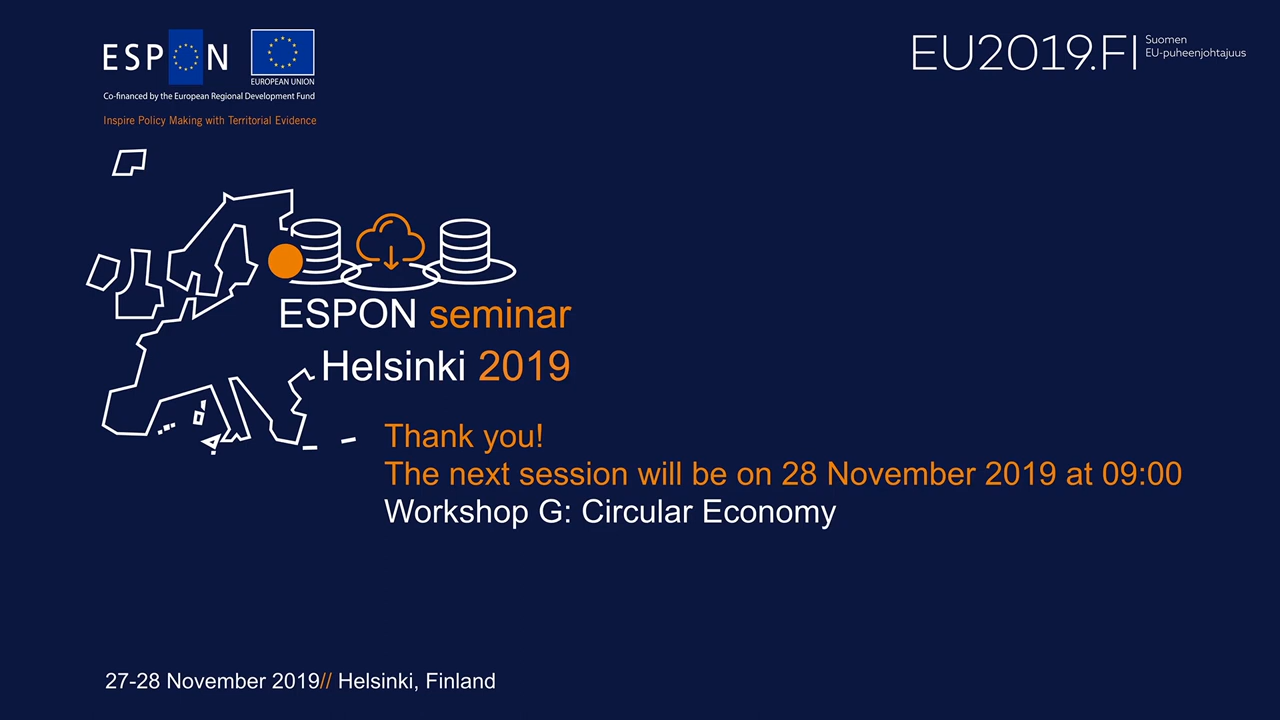 ESPON
EUROPEAN UNION
Co-financed by the European Regional Development Fund
Inspire Policy Making with Territorial Evidence
EU2019.FI
Suomen
EU-puheenjohtajuus
ESPON seminar
Helsinki 2019
Thank you!
The next session will be on 28 November 2019 at 09:00
Workshop G: Circular Economy
27-28 November 2019// Helsinki, Finland